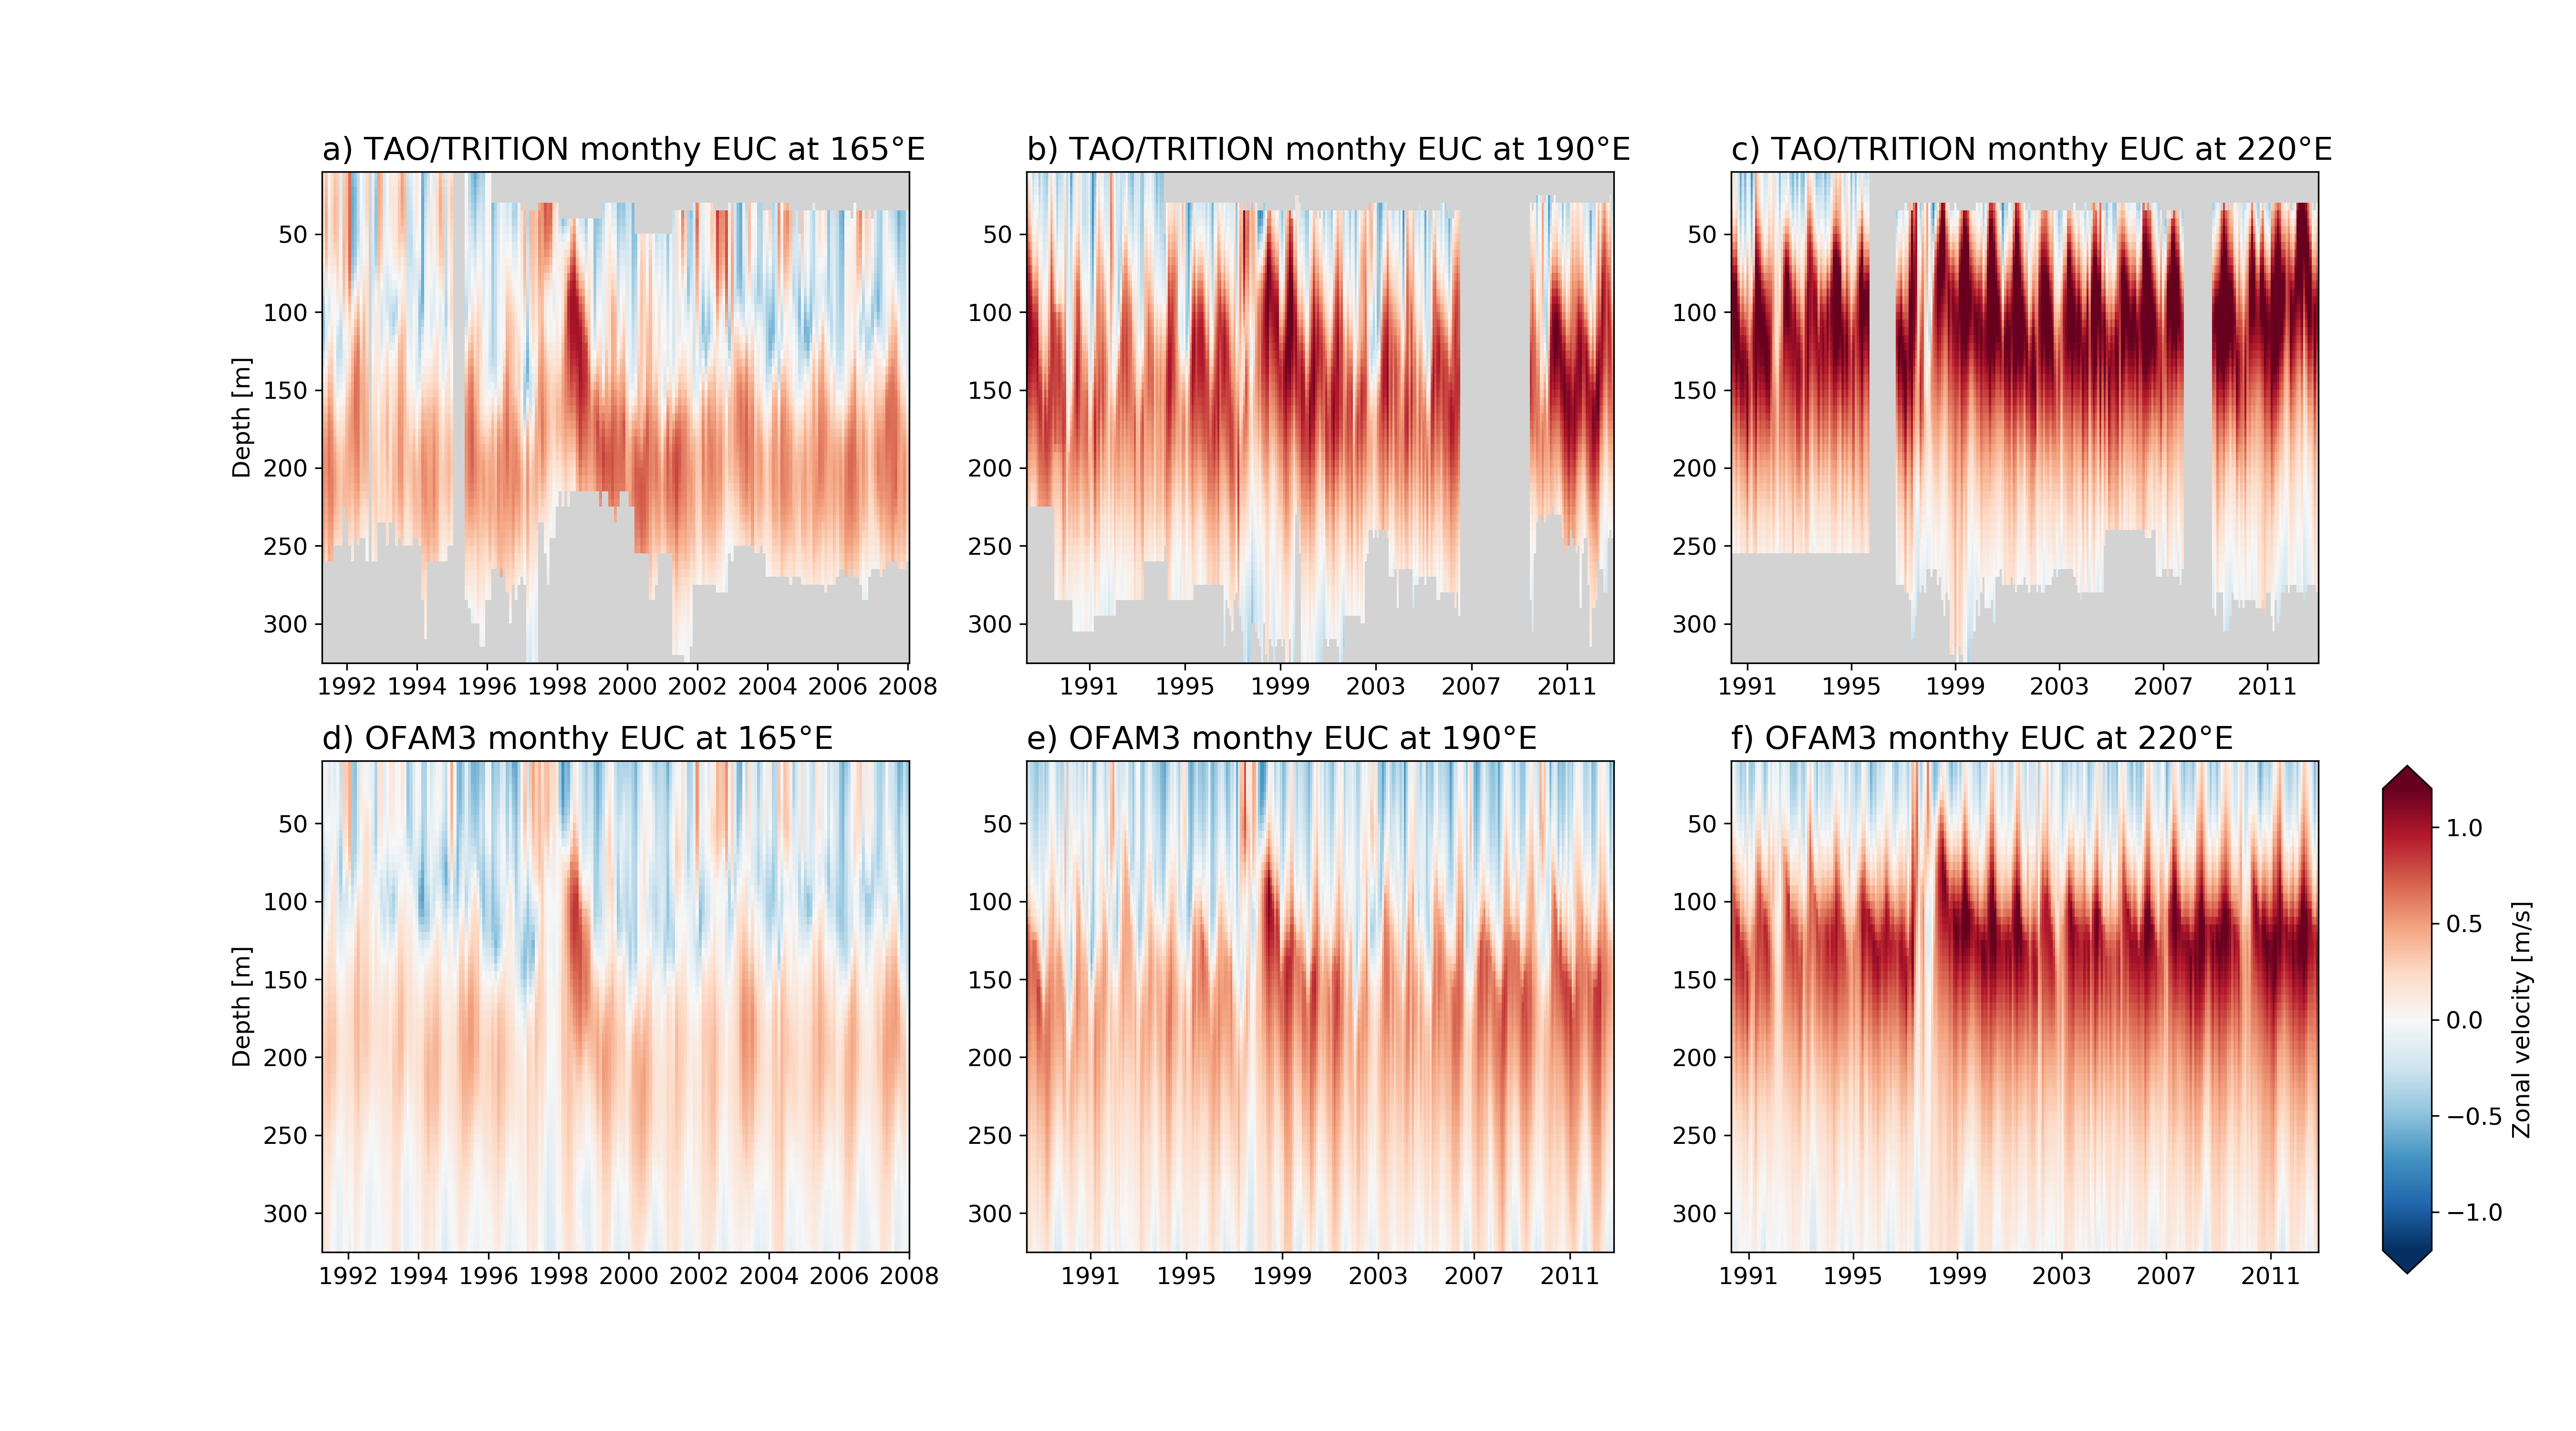 a) TAO/TRITION monthy EUC at 165°E
b) TAO/TRITION monthy EUC at 190°E
c) TAO/TRITION monthy EUC at 220°E
Depth [m]
50
100
150
200
250
300
1992 1994 1996 1998 2000 2002 2004 2006 2008
50
100
150
200
250
300
1991 1995 1999 2003 2007 2011
50
100
150
200
250
300
1991 1995 1999 2003 2007 2011
d) OFAM3 monthy EUC at 165°E
e) OFAM3 monthy EUC at 190°E
f) OFAM3 monthy EUC at 220°E
Depth [m]
50
100
150
200
250
300
1992 1994 1996 1998 2000 2002 2004 2006 2008
50
100
150
200
250
300
1991 1995 1999 2003 2007 2011
50
100
150
200
250
300
1991 1995 1999 2003 2007 2011
1.0
0.5
0.0
−0.5
−1.0
Zonal velocity [m/s]